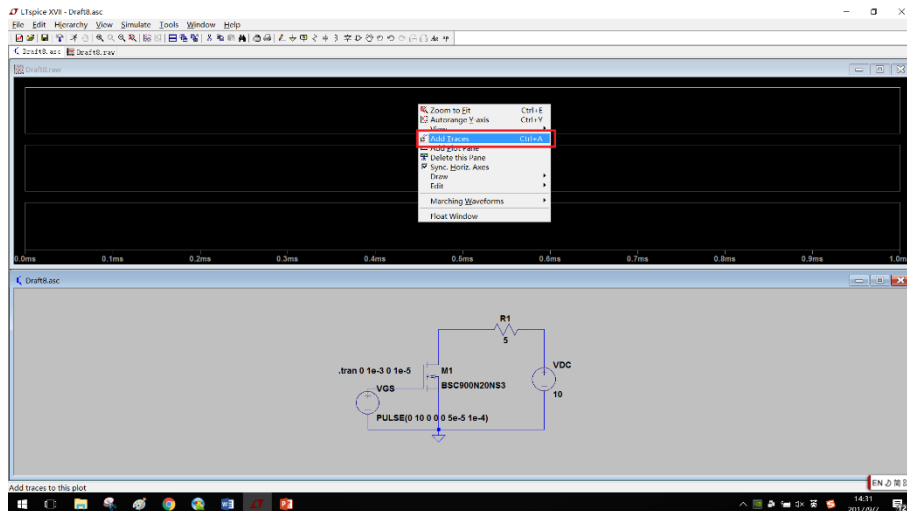 LTspice XVII - Draft8.asc
File Edit Hierarchy View Simulate Tools Window Help
Draft8.asc Draft8.raw
Draft8.raw
Zoom to Fit Ctrl+E
Autorange Y-axis Ctrl+Y
View
Add Traces Ctrl+A
Add Plot Pane
Delete this Pane
Sync. Horiz. Axes
Draw
Edit
Marching Waveforms
Float Window
0.0ms 0.1ms 0.2ms 0.3ms 0.4ms 0.5ms 0.6ms 0.7ms 0.8ms 0.9ms 1.0m
Draft8.asc
R1
5
.tran 0 1e-3 0 1e-5
M1
VDC
VGS
BSC900N20NS3
10
PULSE(0 10 0 0 0 5e-5 1e-4)
Add traces to this plot
EN 简
14:31
2017/9/7